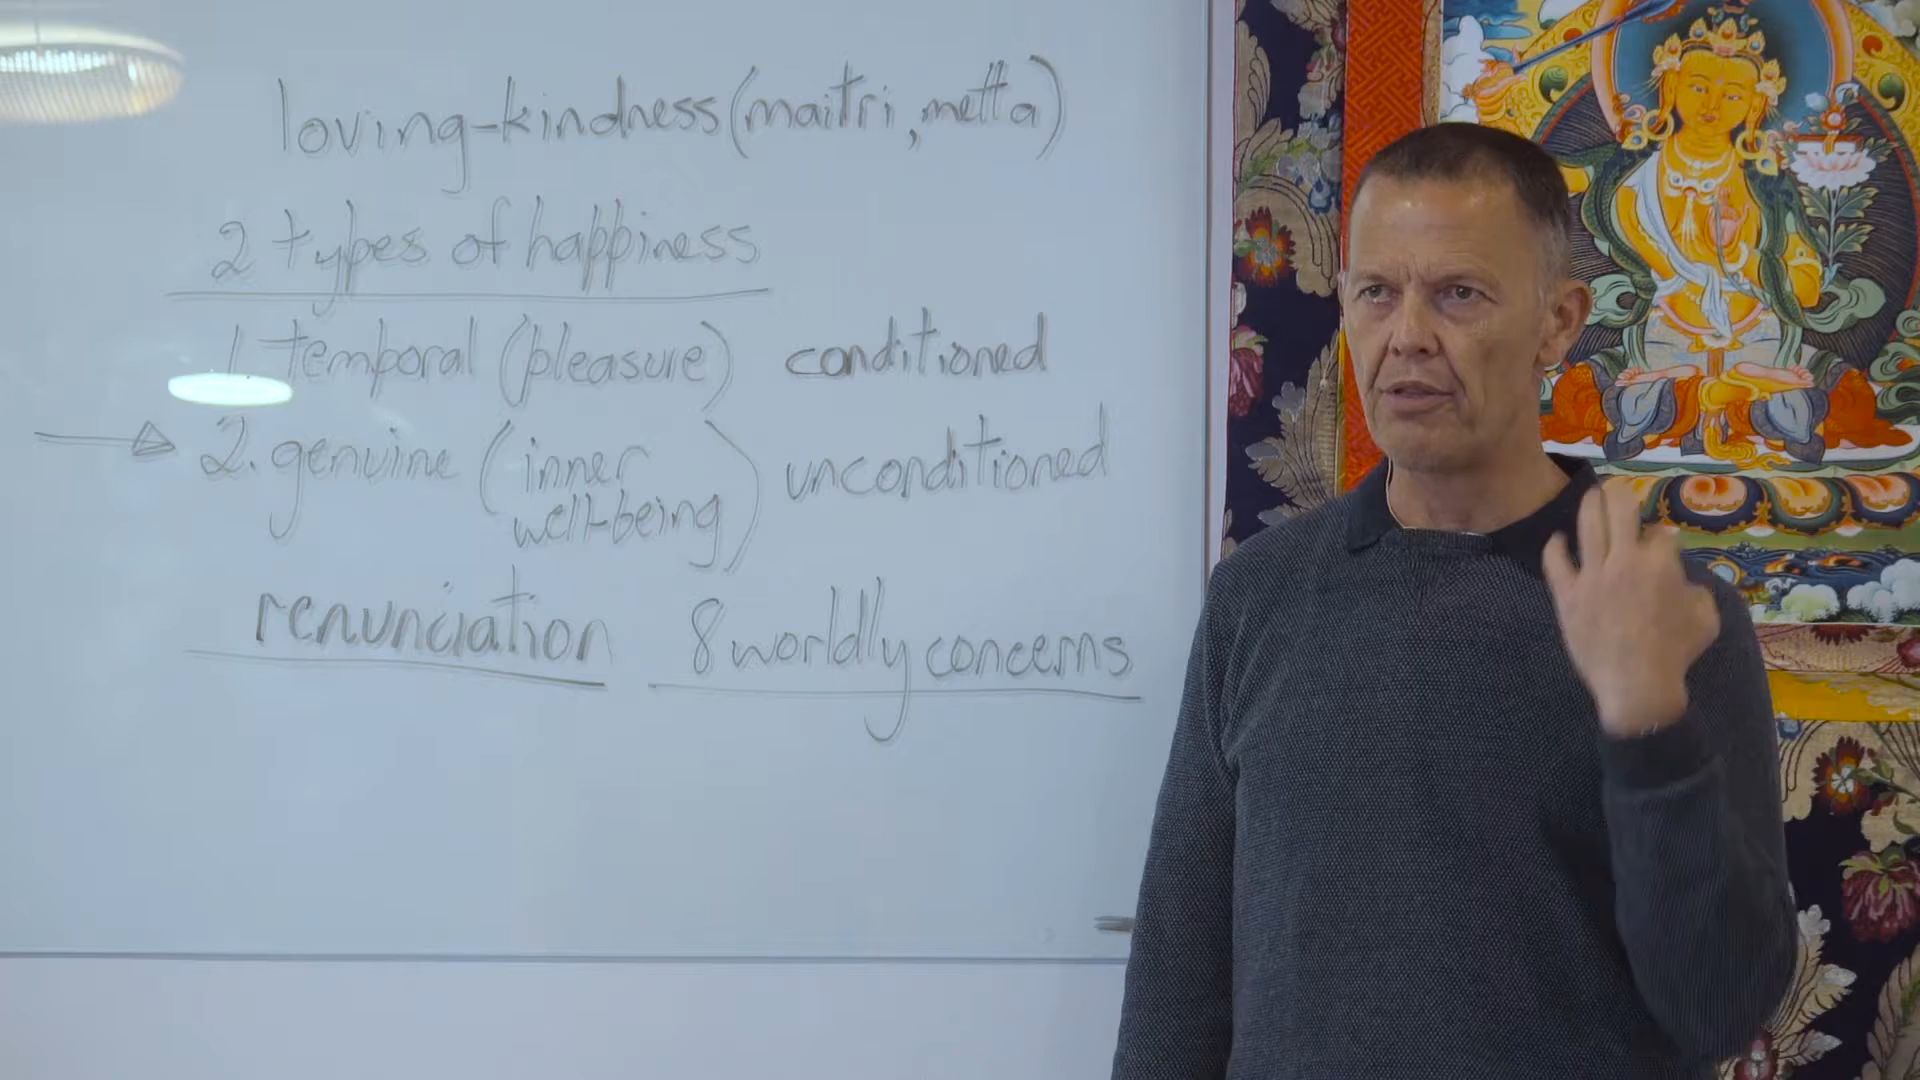 loving-kindness (maitri, metta)
2 types of happiness
1. temporal (pleasure) conditioned
2. genuine (inner well-being) unconditioned
renunciation 8 worldly concerns